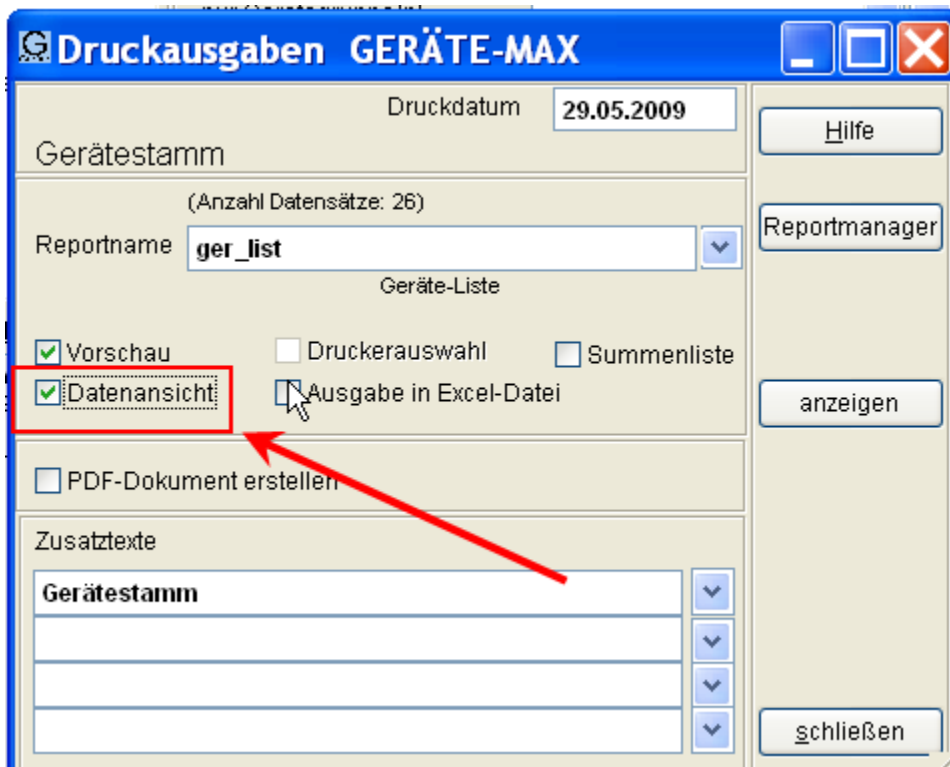 Druckausgaben GERÄTE-MAX
Druckdatum 29.05.2009
Gerätestamm
(Anzahl Datensätze: 26)
Reportname ger_list
Geräte-Liste
Vorschau Druckerauswahl Summenliste
Datenansicht Ausgabe in Excel-Datei
PDF-Dokument erstellen
Zusatztexte
Gerätestamm
Hilfe
Reportmanager
anzeigen
schließen